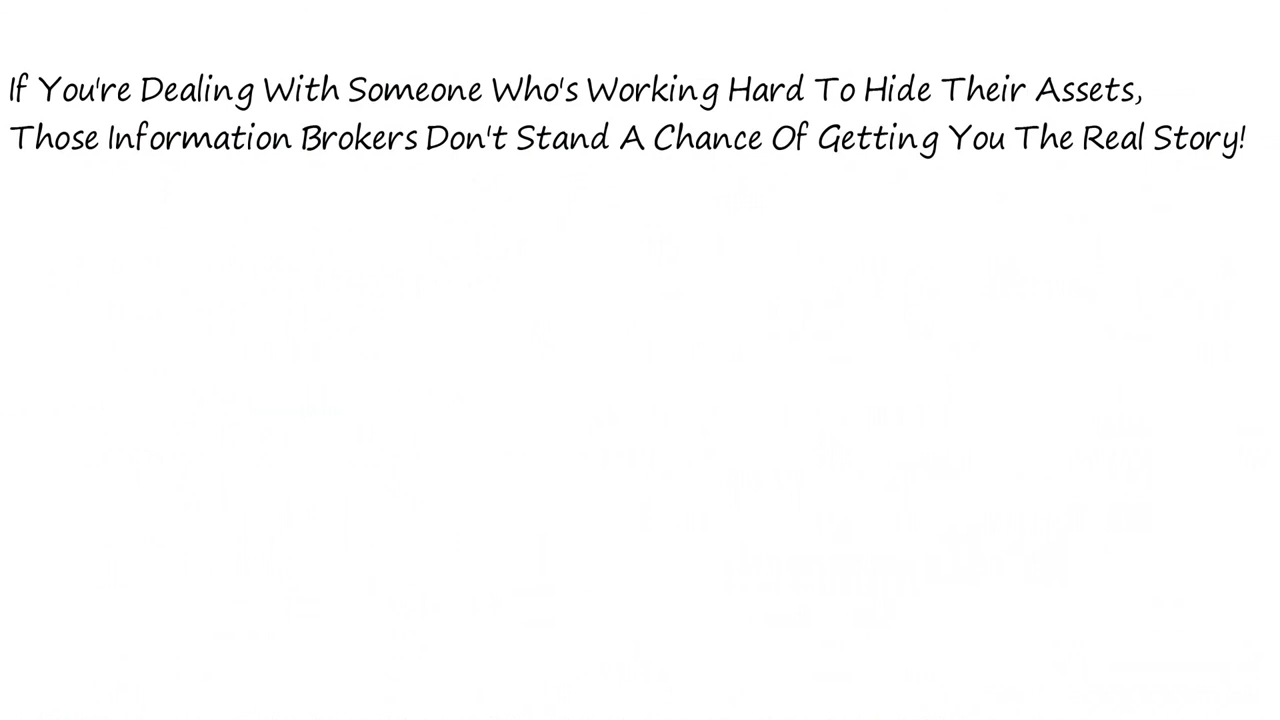 If You're Dealing With Someone Who's Working Hard To Hide Their Assets,
Those Information Brokers Don't Stand A Chance Of Getting You The Real Story!